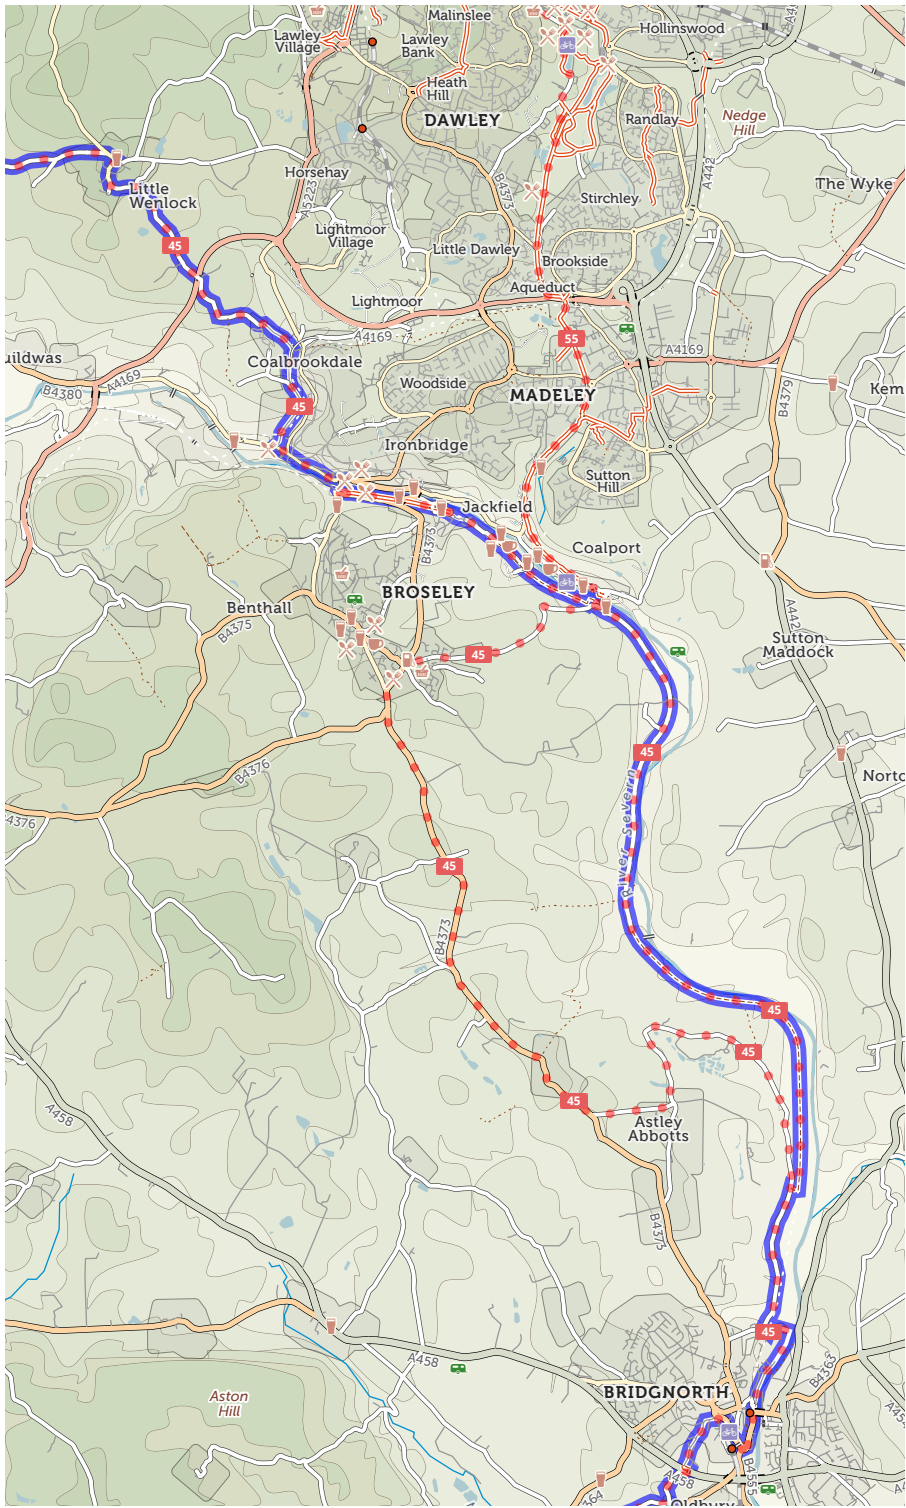 Malinslee
Lawley
Village
Lawley
Bank
Hollinswood
Heath
Hill
DAWLEY
Randlay
Nedge
Hill
A442
Horsehay
A5223
B4373
Little
Wenlock
Stirchley
The Wyke
Lightmoor
Village
Little Dawley
45
Brookside
Aqueduct
Lightmoor
55
A4169
A4169
uildwas
Coalbrookdale
A4169
B4380
Woodside
MADELEY
B4379
Kem
45
Ironbridge
Sutton
Hill
Jackfield
B4373
Coalport
BROSELEY
Benthall
B4375
A442
Sutton
Maddock
45
45
B4376
River Severn
Norto
4376
45
B4373
45
45
45
A458
Astley
Abbotts
B4373
45
A458
B4363
Aston
Hill
BRIDGNORTH
A454
A458
B4555
364
Oldbury
A4